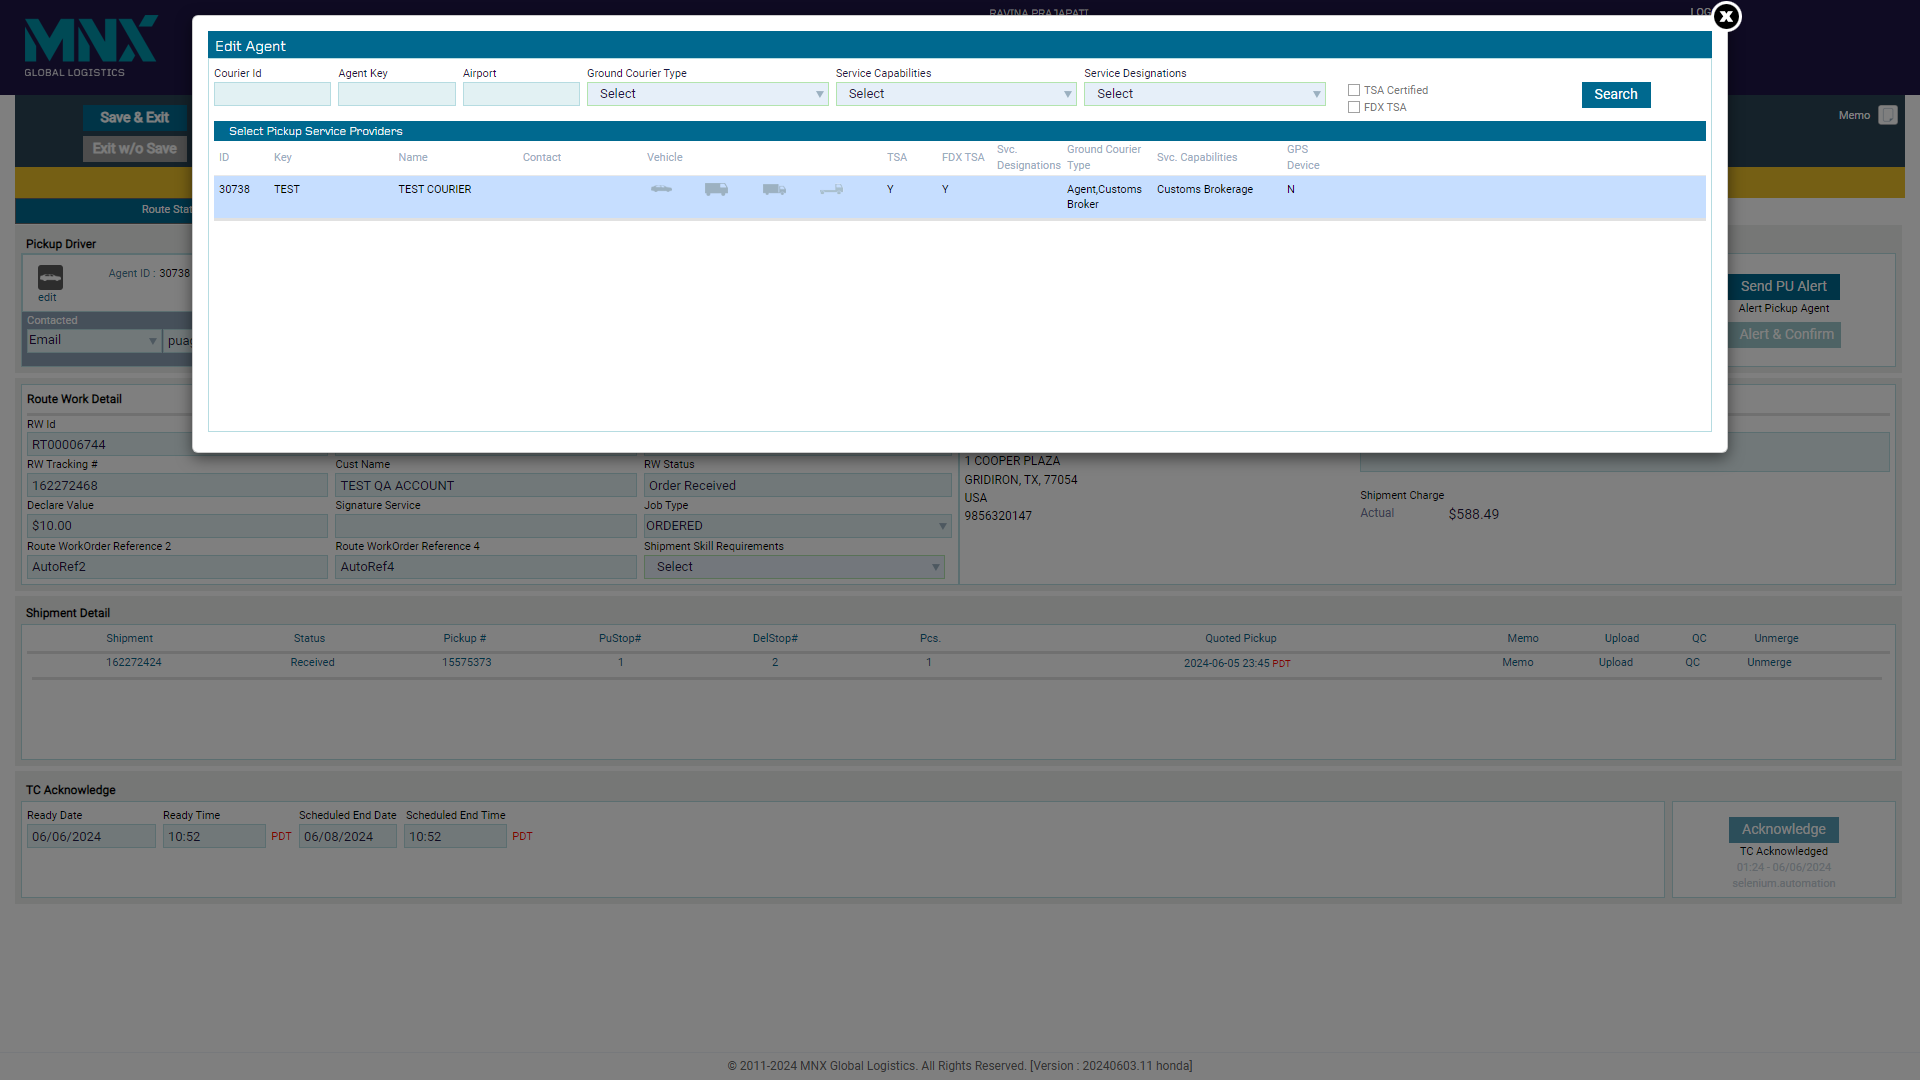 RAVINA PRAJAPATI
LOG
MNX
GLOBAL LOGISTICS
Edit Agent
Courier Id Agent Key Airport Ground Courier Type Service Capabilities Service Designations
Select Select Select
TSA Certified
FDX TSA
Search
Save & Exit
Exit w/o Save
Memo
Select Pickup Service Providers
ID Key Name Contact Vehicle TSA FDX TSA Svc. Designations Ground Courier Type Svc. Capabilities GPS Device
30738 TEST TEST COURIER Y Y Agent,Customs Broker Customs Brokerage N
Route Stat
Pickup Driver
Agent ID : 30738
edit
Contacted
Email
puag
Send PU Alert
Alert Pickup Agent
Alert & Confirm
Route Work Detail
RW Id
RT00006744
RW Tracking # Cust Name RW Status
162272468 TEST QA ACCOUNT Order Received
Declare Value Signature Service Job Type
$10.00 ORDERED
Route WorkOrder Reference 2 Route WorkOrder Reference 4 Shipment Skill Requirements
AutoRef2 AutoRef4 Select
1 COOPER PLAZA
GRIDIRON, TX, 77054
USA
9856320147
Shipment Charge
Actual $588.49
Shipment Detail
Shipment Status Pickup # PuStop# DelStop# Pcs. Quoted Pickup Memo Upload QC Unmerge
162272424 Received 15575373 1 2 1 2024-06-05 23:45 PDT Memo Upload QC Unmerge
TC Acknowledge
Ready Date Ready Time Scheduled End Date Scheduled End Time
06/06/2024 10:52 PDT 06/08/2024 10:52 PDT
Acknowledge
TC Acknowledged
01:24 - 06/06/2024
selenium.automation
© 2011-2024 MNX Global Logistics. All Rights Reserved. [Version : 20240603.11 honda]